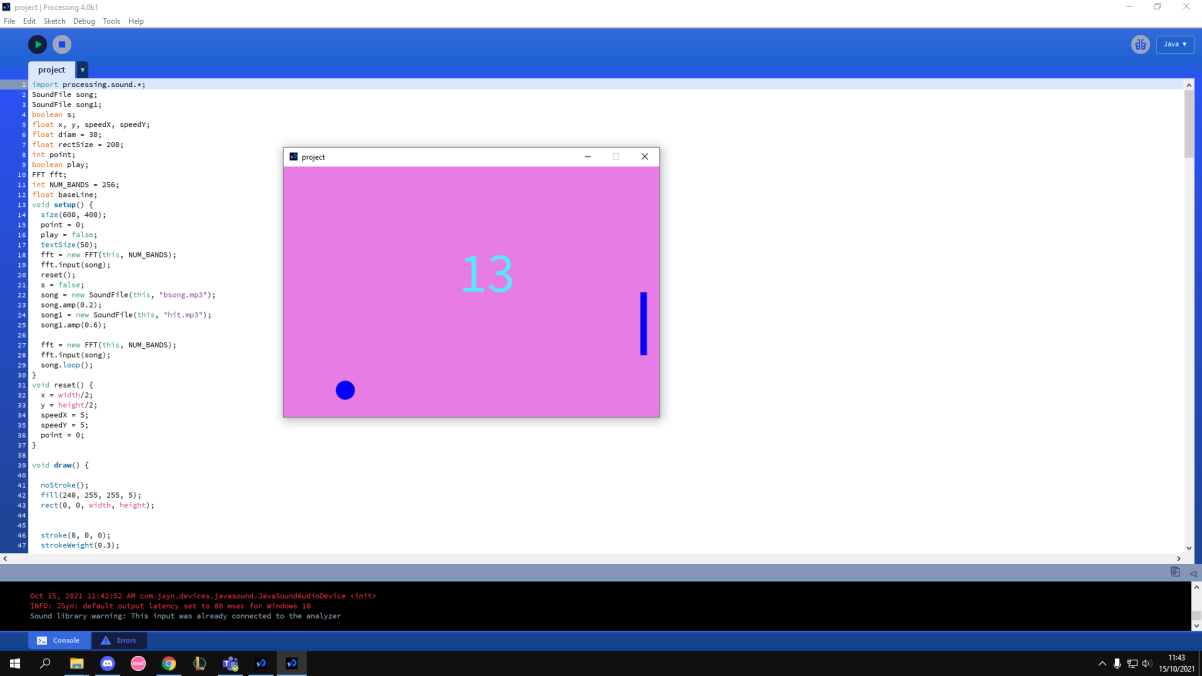 project | Processing 4.0b1
File Edit Sketch Debug Tools Help
Java ▾
project ▾
1 import processing.sound.*;
2 SoundFile song;
3 SoundFile song1;
4 boolean s;
5 float x, y, speedX, speedY;
6 float diam = 30;
7 float rectSize = 200;
8 int point;
9 boolean play;
10 FFT fft;
11 int NUM_BANDS = 256;
12 float baseLine;
13 void setup() {
14 size(600, 400);
15 point = 0;
16 play = false;
17 textSize(50);
18 fft = new FFT(this, NUM_BANDS);
19 fft.input(song);
20 reset();
21 s = false;
22 song = new SoundFile(this, "bsong.mp3");
23 song.amp(0.2);
24 song1 = new SoundFile(this, "hit.mp3");
25 song1.amp(0.6);
26
27 fft = new FFT(this, NUM_BANDS);
28 fft.input(song);
29 song.loop();
30 }
31 void reset() {
32 x = width/2;
33 y = height/2;
34 speedX = 5;
35 speedY = 5;
36 point = 0;
37 }
38
39 void draw() {
40
41 noStroke();
42 fill(240, 255, 255, 5);
43 rect(0, 0, width, height);
44
45
46 stroke(0, 0, 0);
47 strokeWeight(0.3);
project
13
Oct 15, 2021 11:42:52 AM com.jsyn.devices.javasound.JavaSoundAudioDevice <init>
INFO: JSyn: default output latency set to 80 msec for Windows 10
Sound library warning: This input was already connected to the analyzer
Console Errors
osu!
11:43
15/10/2021